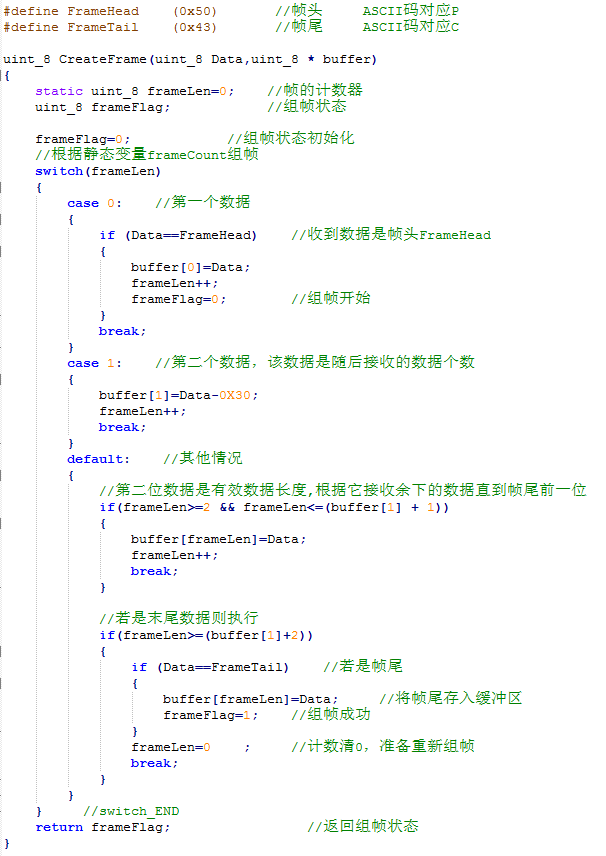 #define FrameHead    (0x50)       //帧头     ASCII码对应P
#define FrameTail    (0x43)       //帧尾     ASCII码对应C

uint_8 CreateFrame(uint_8 Data,uint_8 * buffer)
{
    static uint_8 frameLen=0;    //帧的计数器
    uint_8 frameFlag;            //组帧状态

    frameFlag=0;            //组帧状态初始化
    //根据静态变量frameCount组帧
    switch(frameLen)
    {
        case 0:    //第一个数据
        {
            if (Data==FrameHead)    //收到数据是帧头FrameHead
            {
                buffer[0]=Data;
                frameLen++;
                frameFlag=0;        //组帧开始
            }
            break;
        }
        case 1:    //第二个数据，该数据是随后接收的数据个数
        {
            buffer[1]=Data-0X30;
            frameLen++;
            break;
        }
        default:    //其他情况
        {
            //第二位数据是有效数据长度,根据它接收余下的数据直到帧尾前一位
            if(frameLen>=2 && frameLen<=(buffer[1] + 1))
            {
                buffer[frameLen]=Data;
                frameLen++;
                break;
            }

            //若是末尾数据则执行
            if(frameLen>=(buffer[1]+2))
            {
                if (Data==FrameTail)    //若是帧尾
                {
                    buffer[frameLen]=Data;     //将帧尾存入缓冲区
                    frameFlag=1;    //组帧成功
                }
                frameLen=0    ;     //计数清0，准备重新组帧
                break;
            }
        }
    }     //switch_END
    return frameFlag;                 //返回组帧状态
}